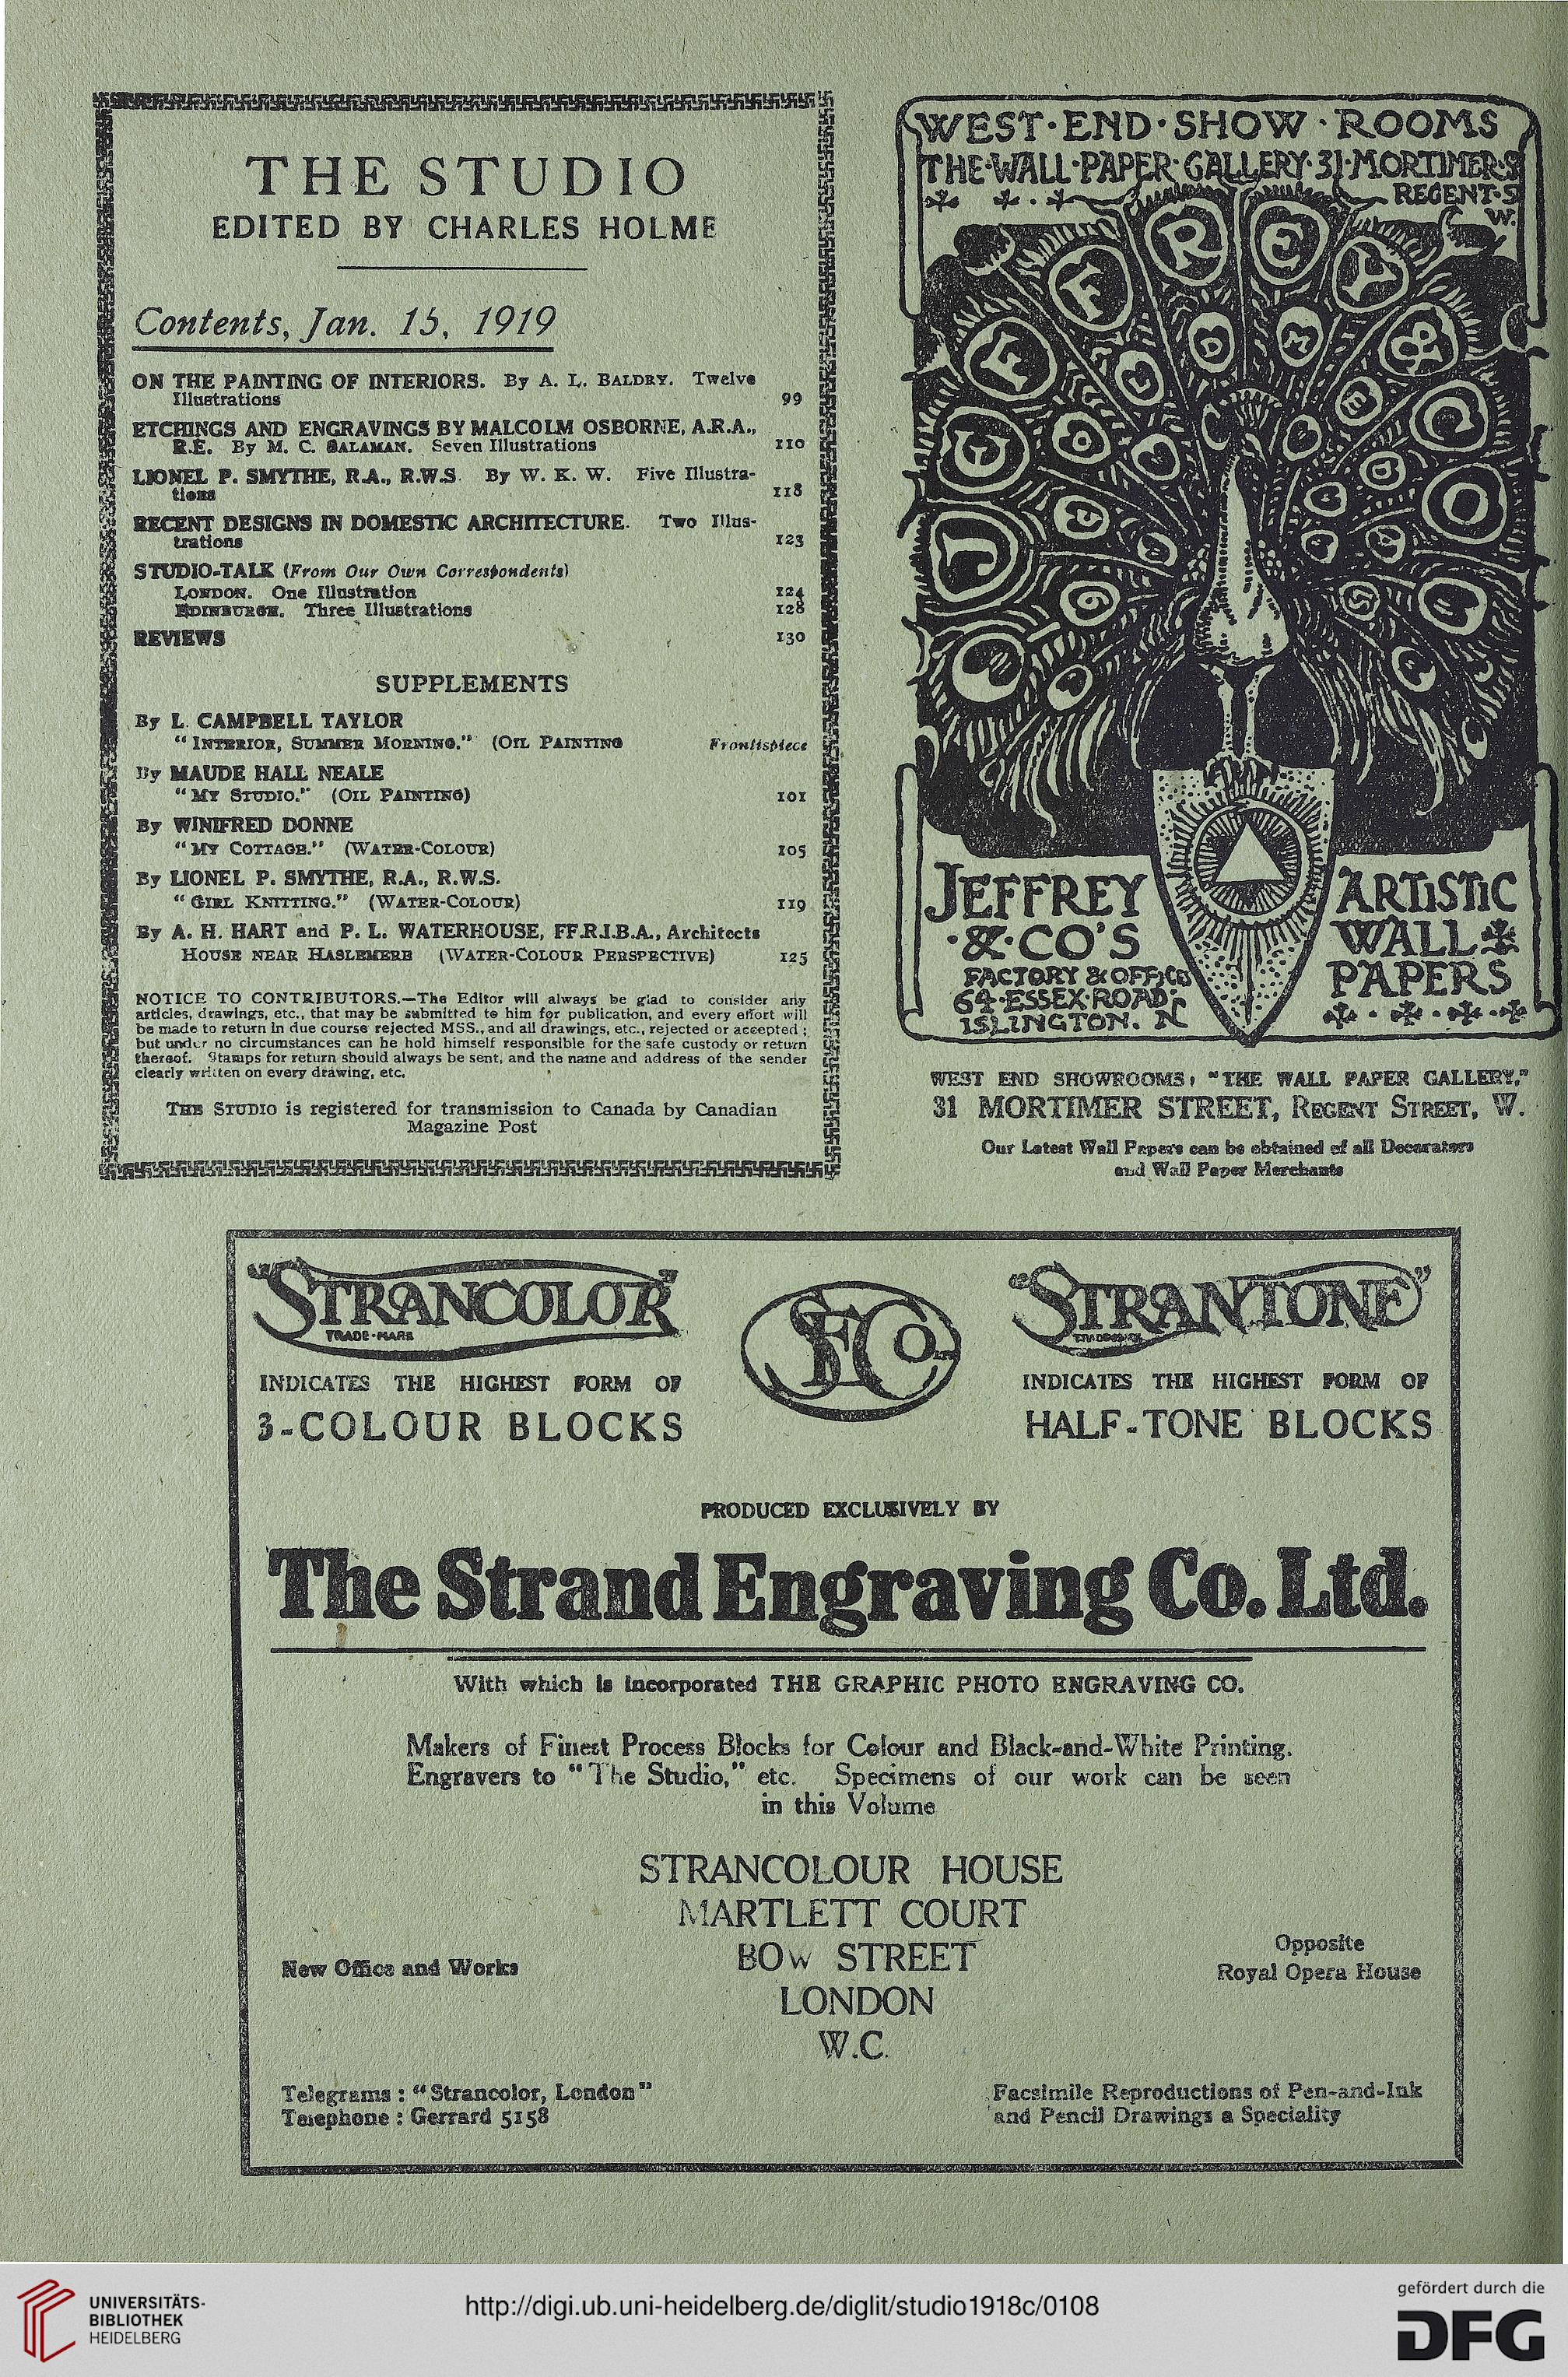 THE STUDIO
EDITED BY CHARLES HOLME
Contents, Jan. 15, 1919
ON THE PAINTING OF INTERIORS. By A. L. BALDRY. Twelve
Illustrations 99
ETCHINGS AND ENGRAVINGS BY MALCOLM OSBORNE, A.R.A.,
R.E. By M. C. SALAMAN. Seven Illustrations 110
LIONEL P. SMYTHE, R.A., R.W.S. By W. K. W. Five Illustra-
tions 118
RECENT DESIGNS IN DOMESTIC ARCHITECTURE. Two Illus-
trations 123
STUDIO-TALK (From Our Own Correspondents)
LONDON. One Illustration 124
EDINBURGH. Three Illustrations 128
REVIEWS 130
SUPPLEMENTS
By L. CAMPBELL TAYLOR
"INTERIOR, SUMMER MORNING." (OIL PAINTING Frontispiece
By MAUDE HALL NEALE
"MY STUDIO." (OIL PAINTING) 101
By WINIFRED DONNE
"MY COTTAGE." (WATER-COLOUR) 105
By LIONEL P. SMYTHE, R.A., R.W.S.
"GIRL KNITTING." (WATER-COLOUR) 119
By A. H. HART and P. L. WATERHOUSE, FF.R.I.B.A., Architects
HOUSE NEAR HASLEMERE (WATER-COLOUR PERSPECTIVE) 125
NOTICE TO CONTRIBUTORS.—The Editor will always be glad to consider any
articles, drawings, etc., that may be submitted to him for publication, and every effort will
be made to return in due course rejected MSS., and all drawings, etc., rejected or accepted ;
but under no circumstances can he hold himself responsible for the safe custody or return
thereof. Stamps for return should always be sent, and the name and address of the sender
clearly written on every drawing, etc.
THE STUDIO is registered for transmission to Canada by Canadian
Magazine Post
WEST·END·SHOW·ROOMS
THE·WALL·PAPER·GALLERY·31·MORTIMER·S
REGENT·S
W.
JEFFREY & CO
JEFFREY
·&·CO'S
FACTORY & OFFICE
64·ESSEX·ROAD
ISLINGTON. N
ARTISTIC
WALL
PAPERS
WEST END SHOWROOMS, "THE WALL PAPER GALLERY,"
31 MORTIMER STREET, REGENT STREET, W.
Our Latest Wall Papers can be obtained of all Decorators
and Wall Paper Merchants
"STRANCOLOR"
TRADE·MARK
INDICATES THE HIGHEST FORM OF
3-COLOUR BLOCKS
SECo. LTD
"STRANTONE"
TRADEMARK
INDICATES THE HIGHEST FORM OF
HALF-TONE BLOCKS
PRODUCED EXCLUSIVELY BY
The Strand Engraving Co. Ltd.
With which is incorporated THE GRAPHIC PHOTO ENGRAVING CO.
Makers of Finest Process Blocks for Colour and Black-and-White Printing.
Engravers to "The Studio," etc. Specimens of our work can be seen
in this Volume
STRANCOLOUR HOUSE
MARTLETT COURT
BOW STREET
LONDON
W.C.
New Office and Works
Opposite
Royal Opera House
Telegrams : "Strancolor, London"
Telephone : Gerrard 5158
Facsimile Reproductions of Pen-and-Ink
and Pencil Drawings a Speciality
UNIVERSITÄTS-
BIBLIOTHEK
HEIDELBERG
http://digi.ub.uni-heidelberg.de/diglit/studio1918c/0108
gefördert durch die
DFG